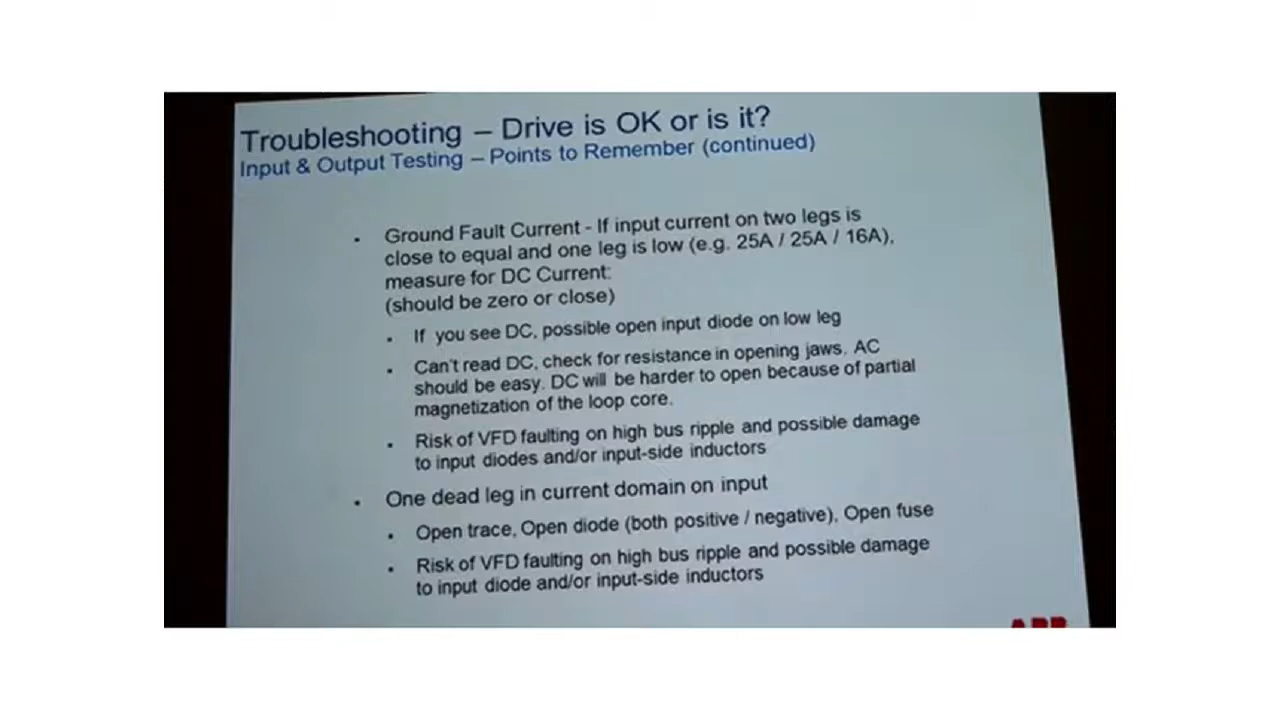 Troubleshooting – Drive is OK or is it?
Input & Output Testing – Points to Remember (continued)
• Ground Fault Current - If input current on two legs is
close to equal and one leg is low (e.g. 25A / 25A / 16A),
measure for DC Current:
(should be zero or close)
• If you see DC, possible open input diode on low leg
• Can't read DC, check for resistance in opening jaws. AC
should be easy. DC will be harder to open because of partial
magnetization of the loop core.
• Risk of VFD faulting on high bus ripple and possible damage
to input diodes and/or input-side inductors
• One dead leg in current domain on input
• Open trace, Open diode (both positive / negative), Open fuse
• Risk of VFD faulting on high bus ripple and possible damage
to input diode and/or input-side inductors
ABB